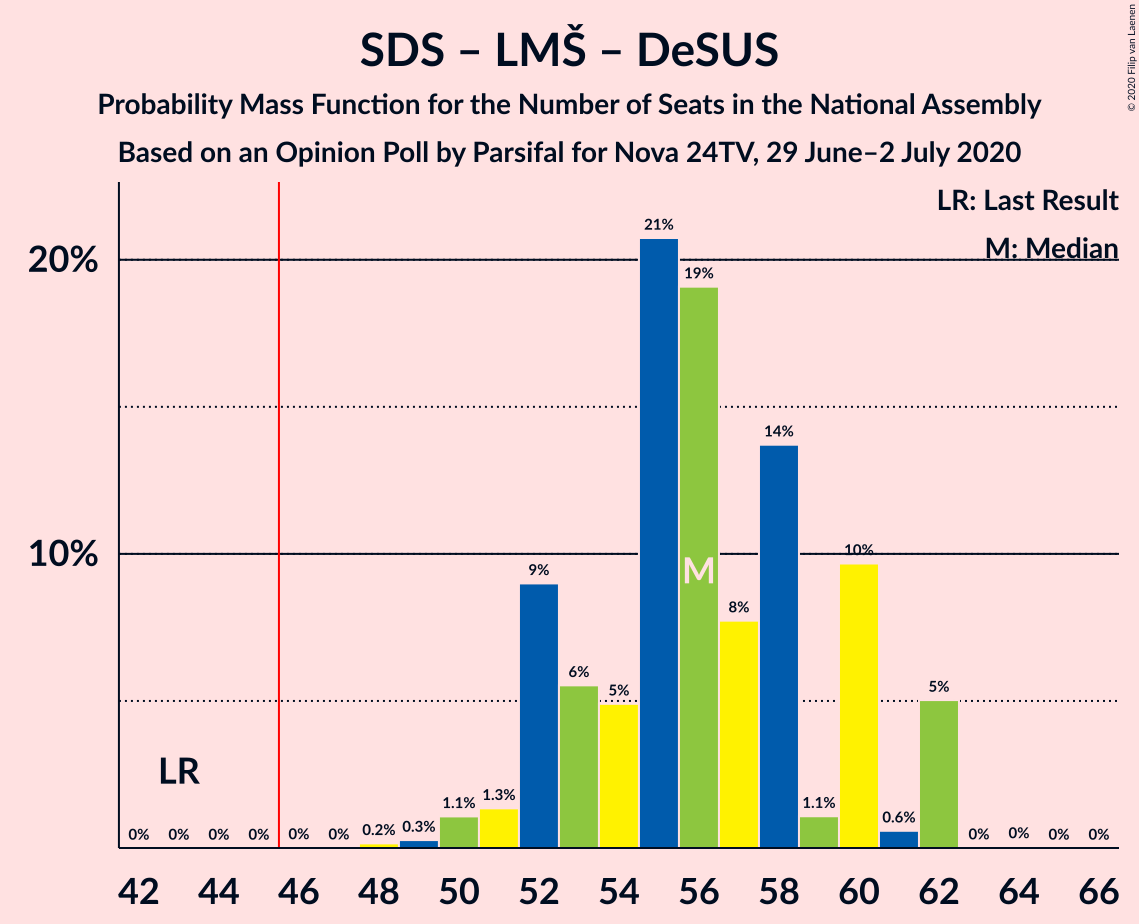 © 2020 Filip van Laenen
SDS – LMŠ – DeSUS
Probability Mass Function for the Number of Seats in the National Assembly
Based on an Opinion Poll by Parsifal for Nova 24TV, 29 June–2 July 2020
LR: Last Result
M: Median
20%
10%
21%
19%
14%
10%
9%
8%
6%
5%
5%
M
LR
0% 0% 0% 0% 0% 0% 0.2% 0.3% 1.1% 1.3% 1.1% 0.6% 0% 0% 0% 0%
42 44 46 48 50 52 54 56 58 60 62 64 66